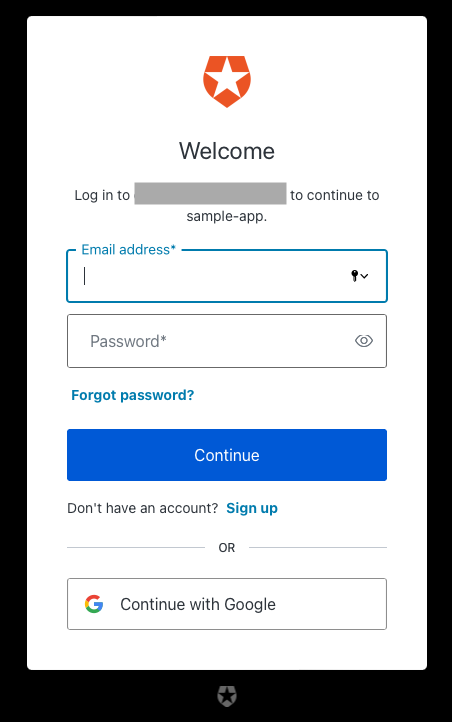 Welcome
Log in to to continue to
sample-app.
Email address*
Password*
Forgot password?
Continue
Don't have an account? Sign up
OR
Continue with Google